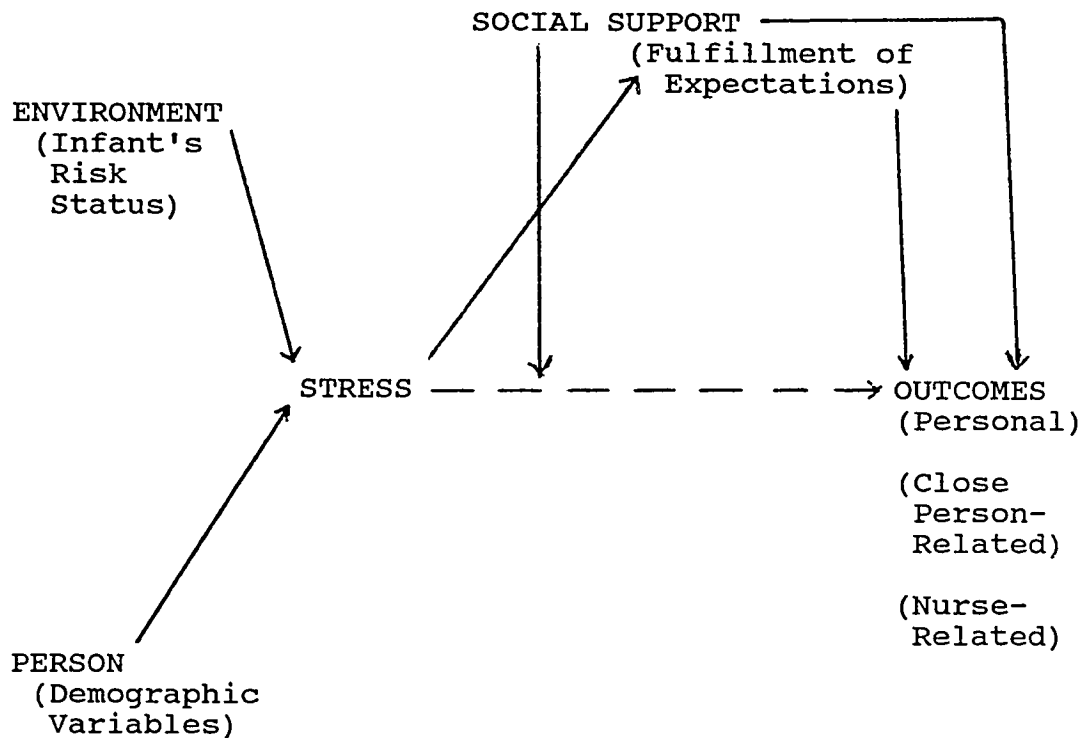 SOCIAL SUPPORT
(Fulfillment of
Expectations)
ENVIRONMENT
(Infant's
Risk
Status)
STRESS
OUTCOMES
(Personal)
(Close
Person-
Related)
(Nurse-
Related)
PERSON
(Demographic
Variables)